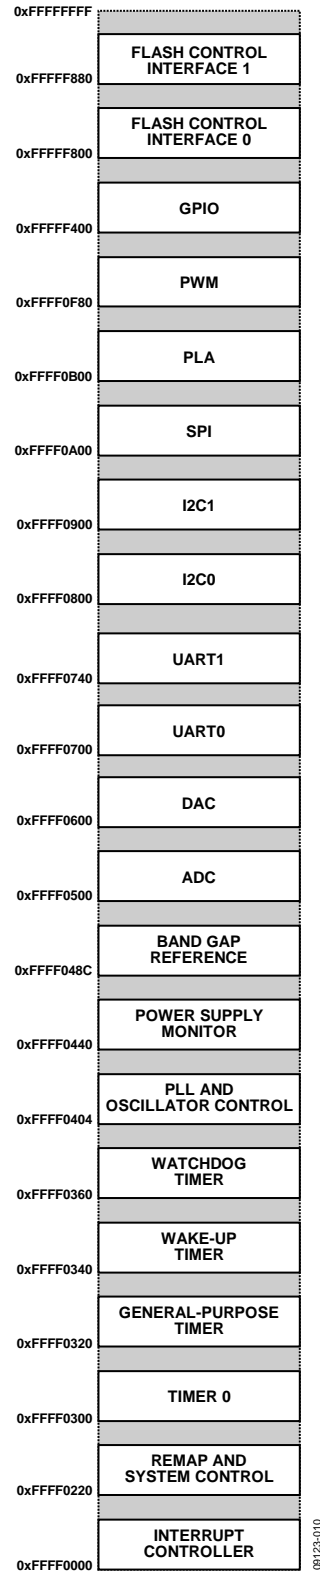 0xFFFFFFFF
FLASH CONTROL
INTERFACE 1
0xFFFFF880
FLASH CONTROL
INTERFACE 0
0xFFFFF800
GPIO
0xFFFFF400
PWM
0xFFFF0F80
PLA
0xFFFF0B00
SPI
0xFFFF0A00
I2C1
0xFFFF0900
I2C0
0xFFFF0800
UART1
0xFFFF0740
UART0
0xFFFF0700
DAC
0xFFFF0600
ADC
0xFFFF0500
BAND GAP
REFERENCE
0xFFFF048C
POWER SUPPLY
MONITOR
0xFFFF0440
PLL AND
OSCILLATOR CONTROL
0xFFFF0404
WATCHDOG
TIMER
0xFFFF0360
WAKE-UP
TIMER
0xFFFF0340
GENERAL-PURPOSE
TIMER
0xFFFF0320
TIMER 0
0xFFFF0300
REMAP AND
SYSTEM CONTROL
0xFFFF0220
INTERRUPT
CONTROLLER
0xFFFF0000
09123-010